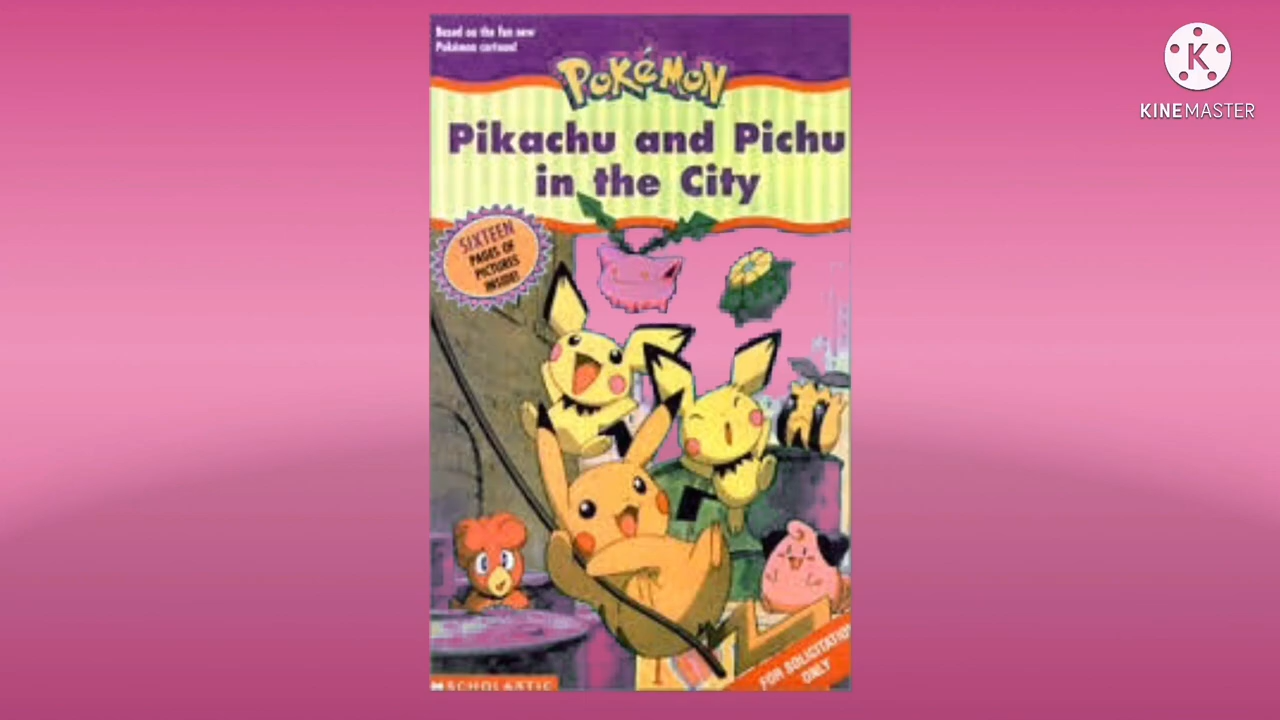 Based on the fun new
Pokémon cartoon!
POKéMON
Pikachu and Pichu
in the City
SIXTEEN
PAGES OF
PICTURES
INSIDE!
FOR SOLICITATION
ONLY
SCHOLASTIC
K
KINEMASTER